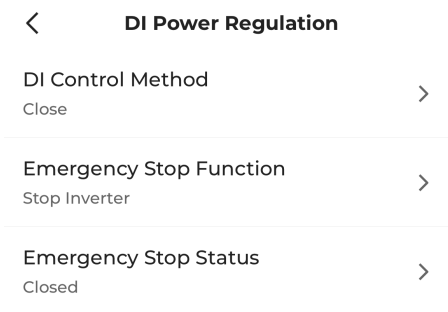 DI Power Regulation
DI Control Method
Close
Emergency Stop Function
Stop Inverter
Emergency Stop Status
Closed